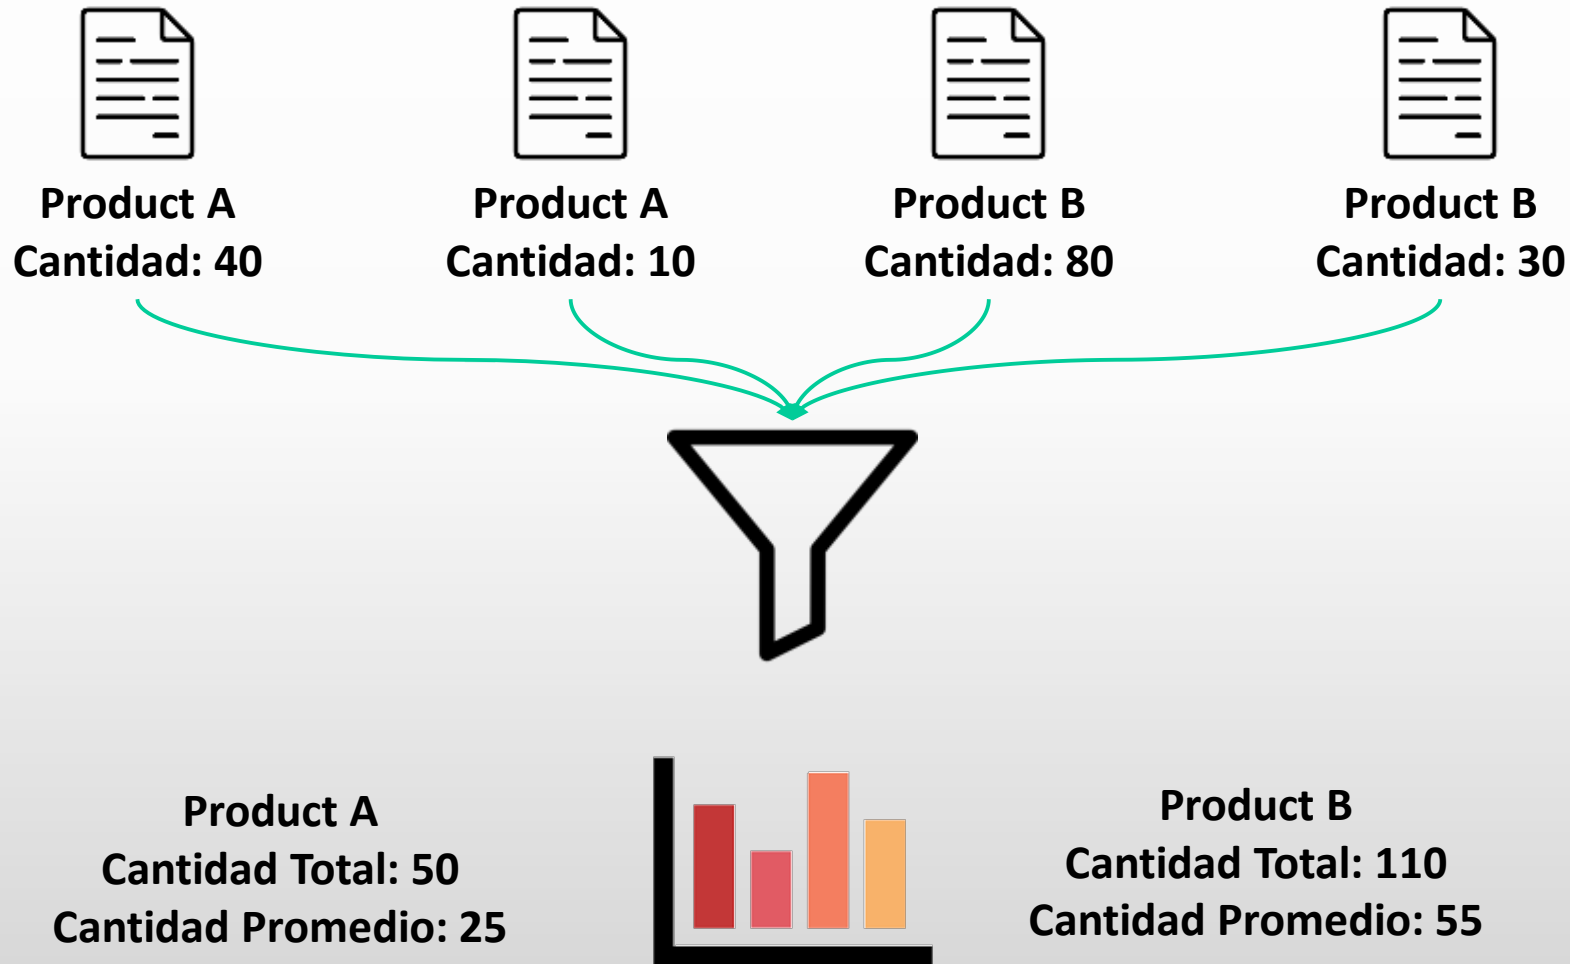 Product A
Cantidad: 40
Product A
Cantidad: 10
Product B
Cantidad: 80
Product B
Cantidad: 30
Product A
Cantidad Total: 50
Cantidad Promedio: 25
Product B
Cantidad Total: 110
Cantidad Promedio: 55